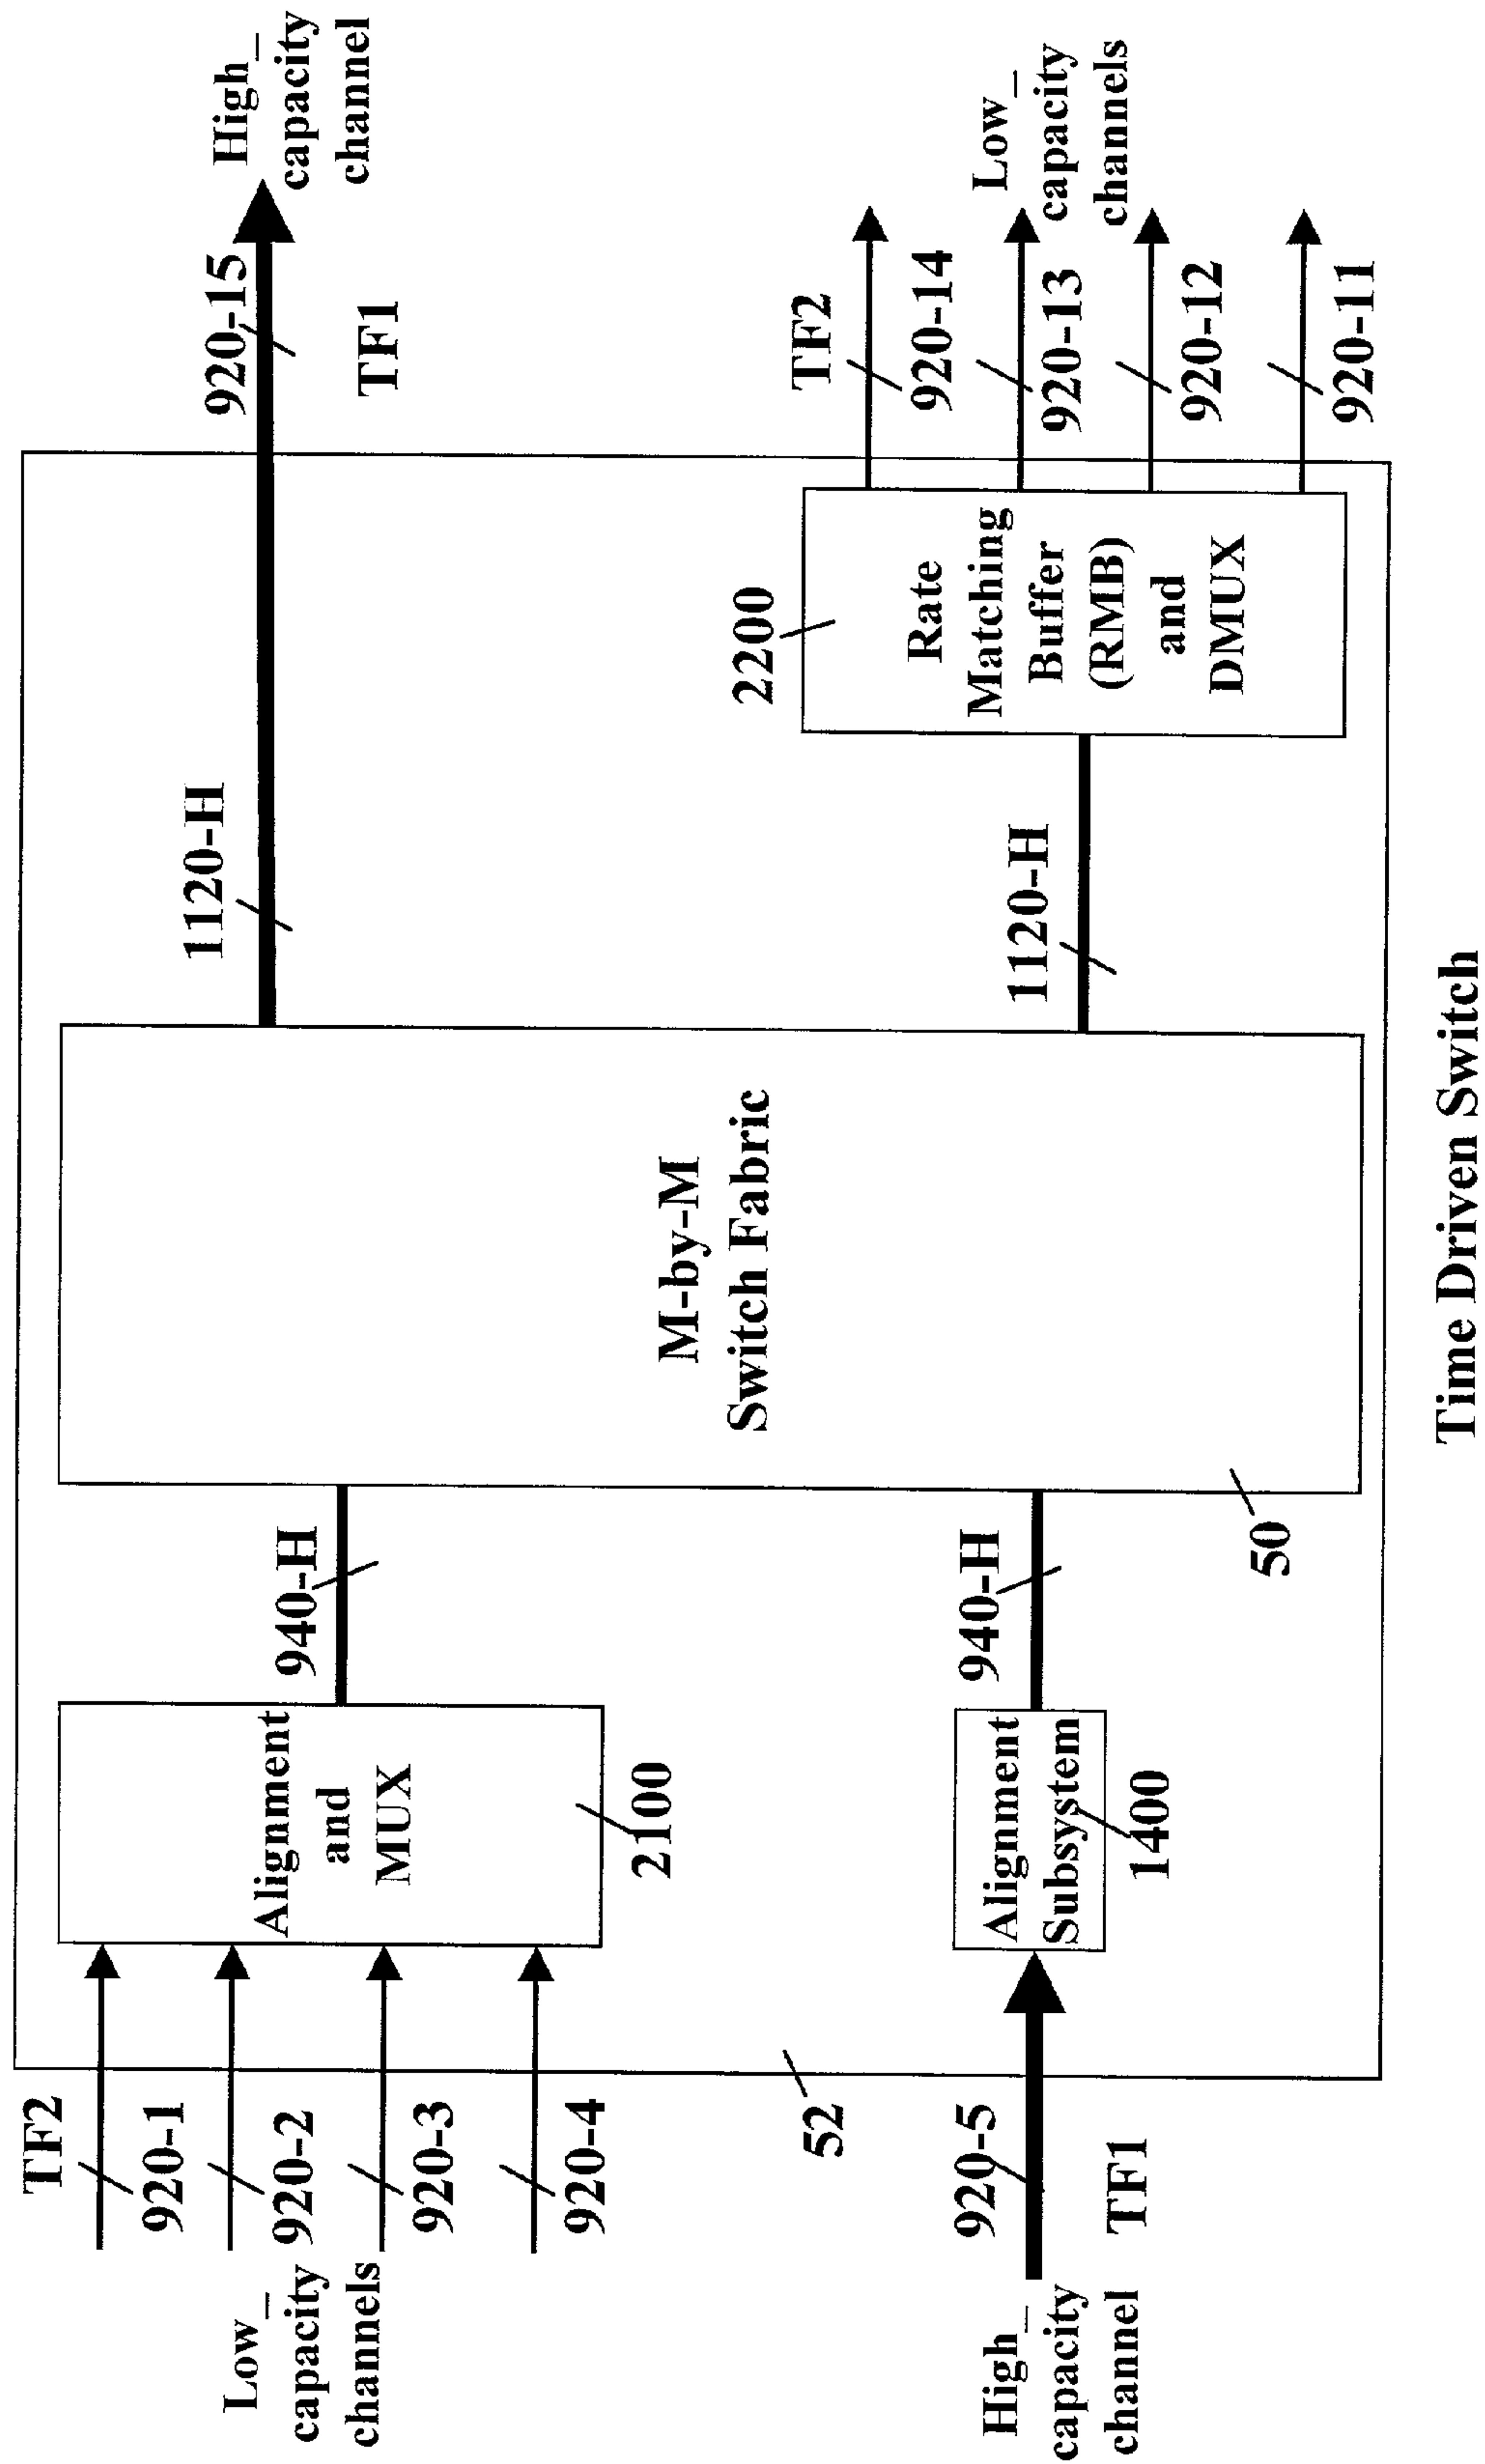 TF2
920-1
920-2
920-3
920-4
Low_
capacity
channels
Alignment
and
MUX
2100
940-H
920-5
TF1
High_
capacity
channel
52
Alignment
Subsystem
1400
940-H
M-by-M
Switch Fabric
50
1120-H
920-15
TF1
High_
capacity
channel
1120-H
2200
Rate
Matching
Buffer
(RMB)
and
DMUX
TF2
920-14
920-13
920-12
920-11
Low_
capacity
channels
Time Driven Switch